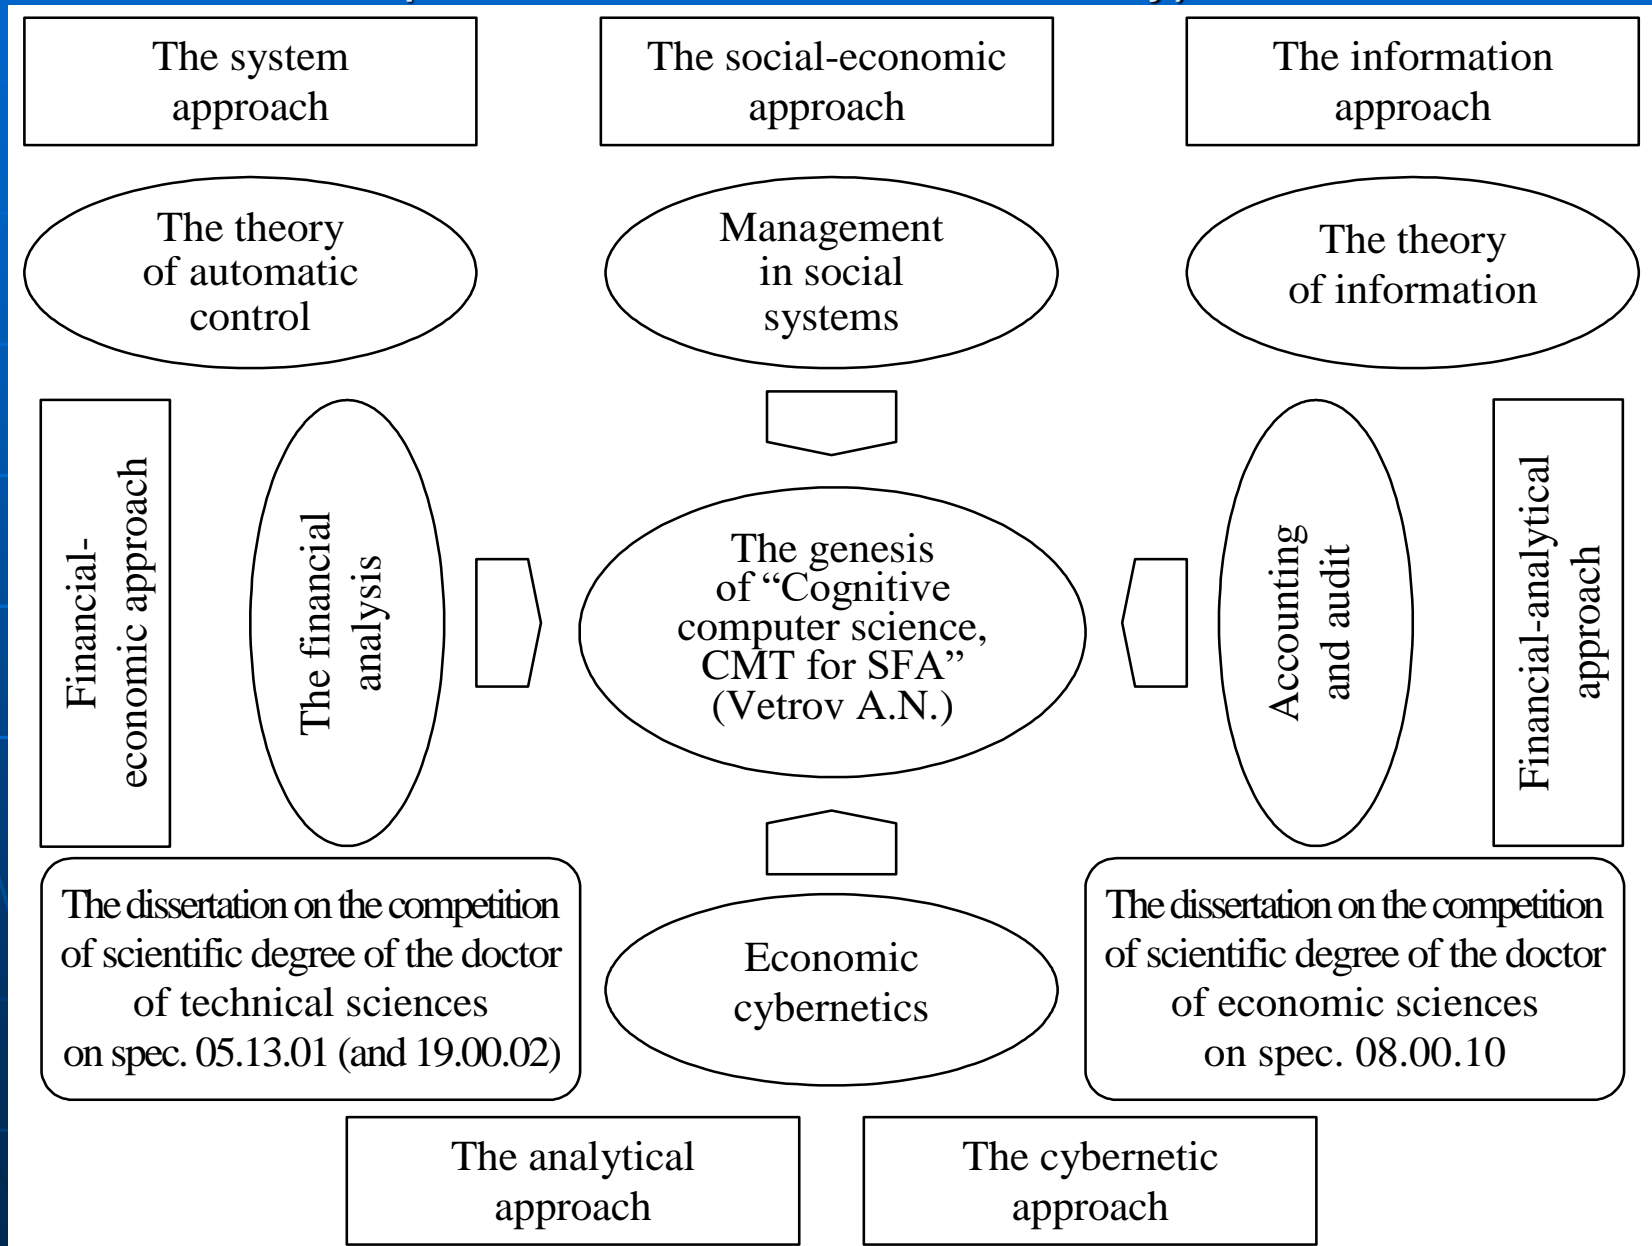 The system
approach
The social-economic
approach
The information
approach
The theory
of automatic
control
Management
in social
systems
The theory
of information
Financial-
economic approach
The financial
analysis
The genesis
of “Cognitive
computer science,
CMT for SFA”
(Vetrov A.N.)
Accounting
and audit
Financial-analytical
approach
The dissertation on the competition
of scientific degree of the doctor
of technical sciences
on spec. 05.13.01 (and 19.00.02)
Economic
cybernetics
The dissertation on the competition
of scientific degree of the doctor
of economic sciences
on spec. 08.00.10
The analytical
approach
The cybernetic
approach